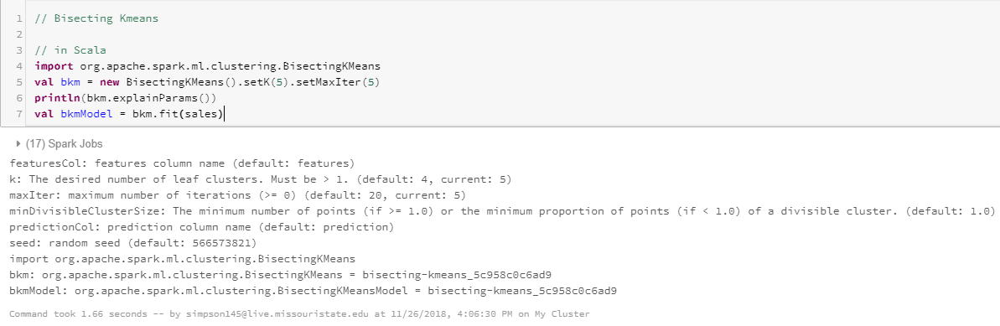 1 // Bisecting Kmeans
2
3 // in Scala
4 import org.apache.spark.ml.clustering.BisectingKMeans
5 val bkm = new BisectingKMeans().setK(5).setMaxIter(5)
6 println(bkm.explainParams())
7 val bkmModel = bkm.fit(sales)
(17) Spark Jobs
featuresCol: features column name (default: features)
k: The desired number of leaf clusters. Must be > 1. (default: 4, current: 5)
maxIter: maximum number of iterations (>= 0) (default: 20, current: 5)
minDivisibleClusterSize: The minimum number of points (if >= 1.0) or the minimum proportion of points (if < 1.0) of a divisible cluster. (default: 1.0)
predictionCol: prediction column name (default: prediction)
seed: random seed (default: 566573821)
import org.apache.spark.ml.clustering.BisectingKMeans
bkm: org.apache.spark.ml.clustering.BisectingKMeans = bisecting-kmeans_5c958c0c6ad9
bkmModel: org.apache.spark.ml.clustering.BisectingKMeansModel = bisecting-kmeans_5c958c0c6ad9
Command took 1.66 seconds -- by simpson145@live.missouristate.edu at 11/26/2018, 4:06:30 PM on My Cluster